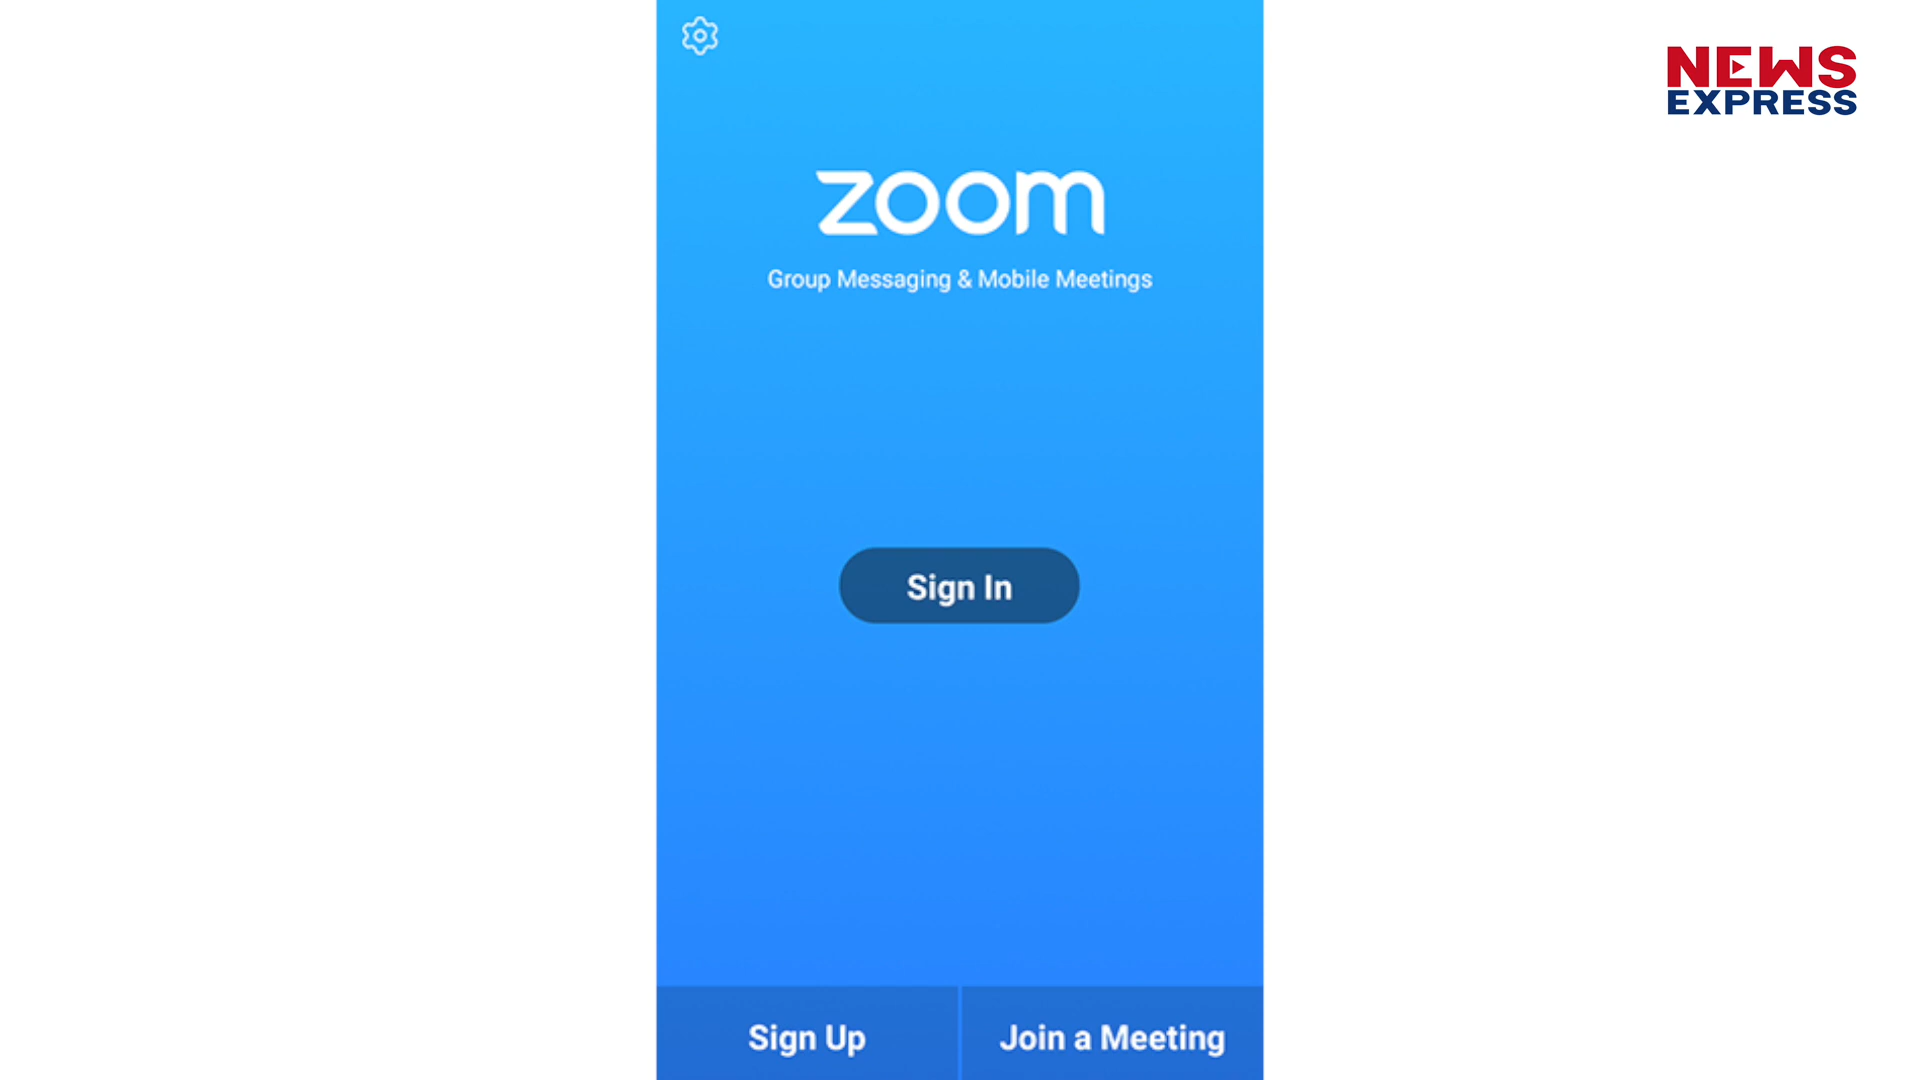 NEWS
EXPRESS
zoom
Group Messaging & Mobile Meetings
Sign In
Sign Up
Join a Meeting